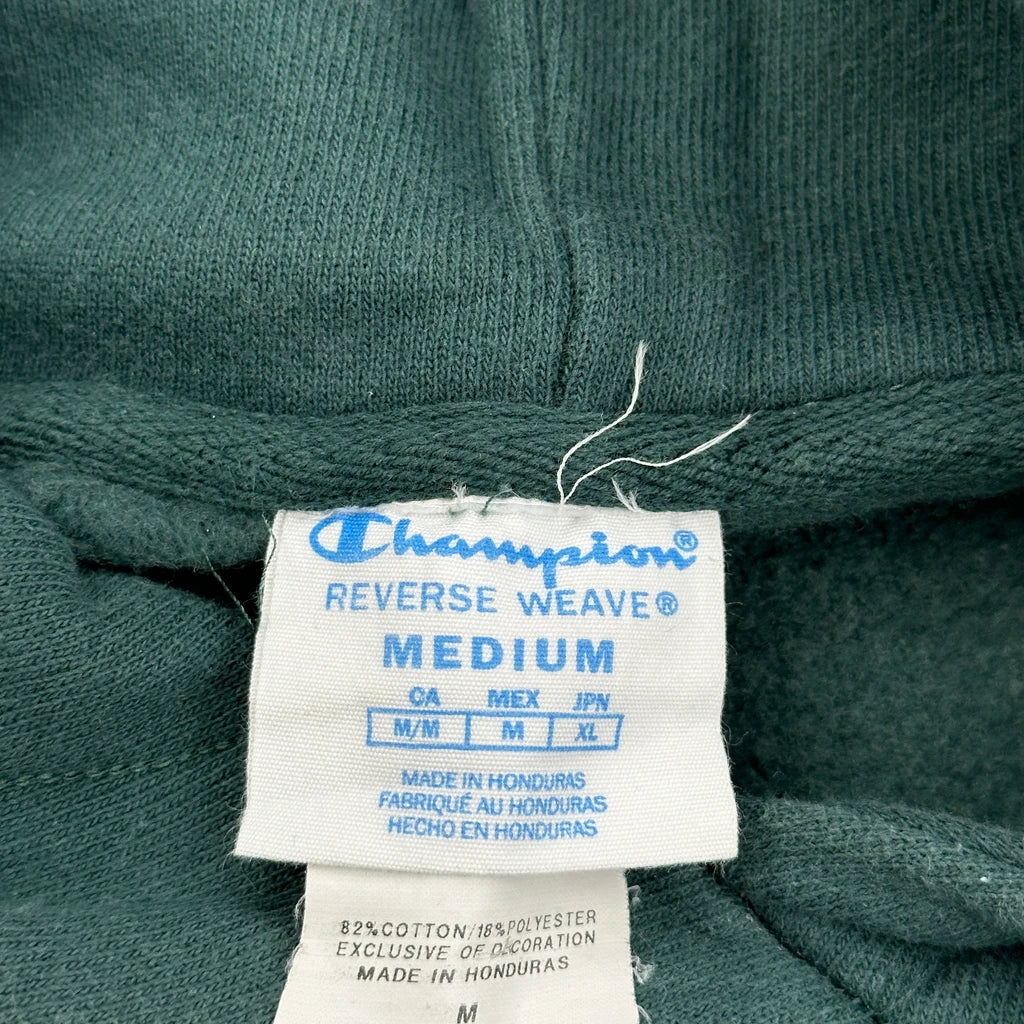 Champion®
REVERSE WEAVE®
MEDIUM
CA MEX JPN
M/M M XL
MADE IN HONDURAS
FABRIQUÉ AU HONDURAS
HECHO EN HONDURAS
82%COTTON/18%POLYESTER
EXCLUSIVE OF DECORATION
MADE IN HONDURAS
M